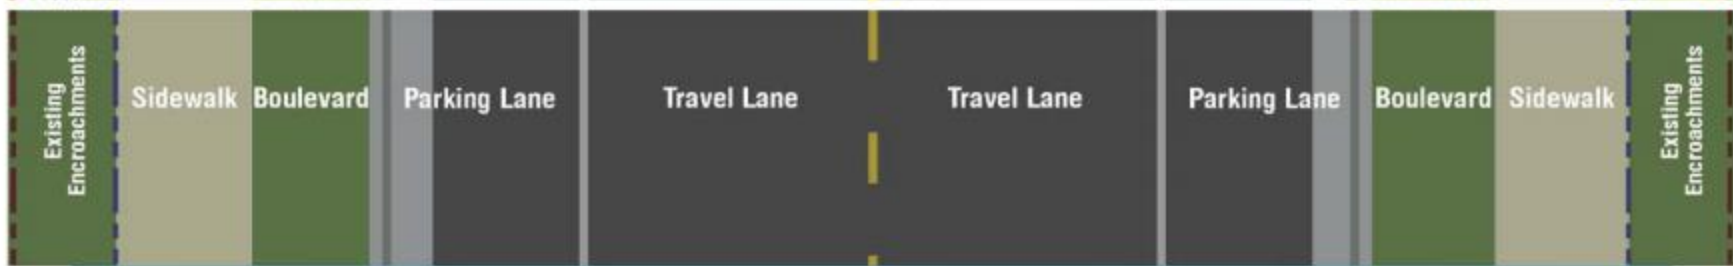 Existing
Encroachments
Sidewalk
Boulevard
Parking Lane
Travel Lane
Travel Lane
Parking Lane
Boulevard
Sidewalk
Existing
Encroachments